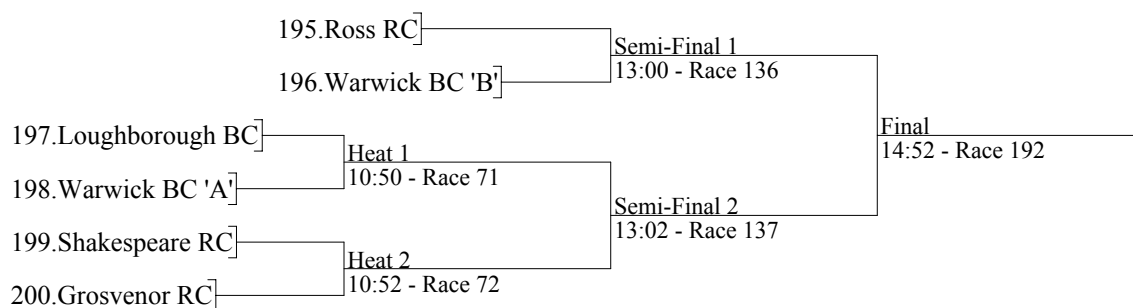 195.Ross RC
Semi-Final 1
13:00 - Race 136
196.Warwick BC 'B'
197.Loughborough BC
Heat 1
10:50 - Race 71
198.Warwick BC 'A'
Final
14:52 - Race 192
Semi-Final 2
13:02 - Race 137
199.Shakespeare RC
Heat 2
10:52 - Race 72
200.Grosvenor RC